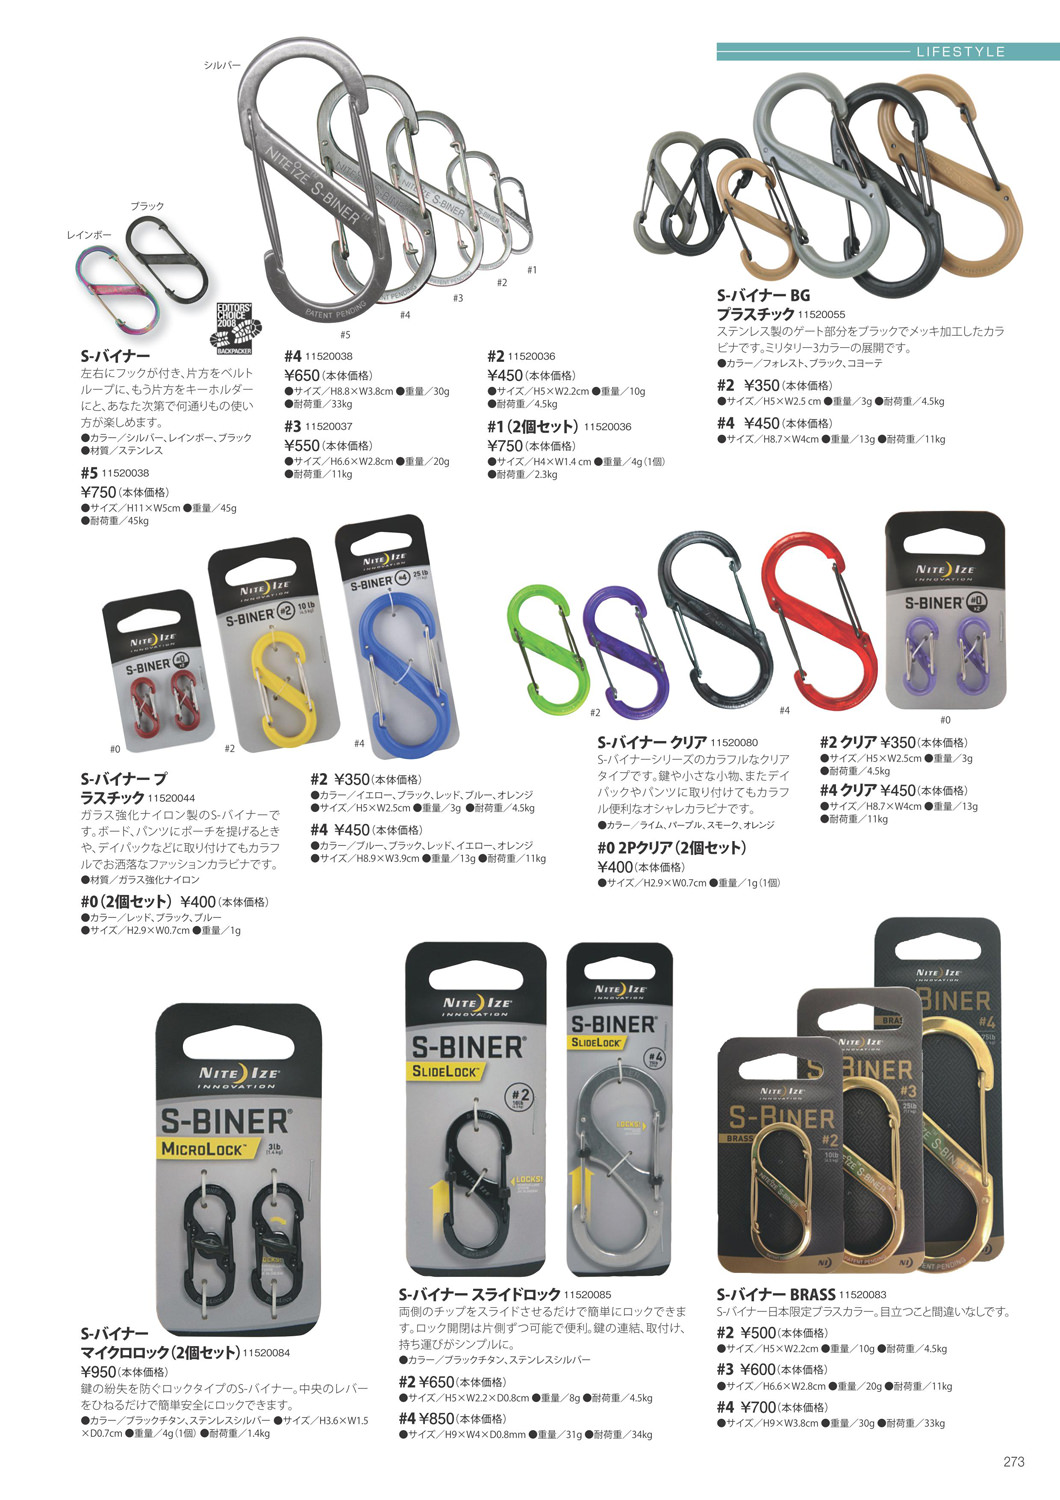 LIFESTYLE
シルバー
ブラック
レインボー
NITE IZE S-BINER™
PATENT PENDING
#1
#2
#3
#4
#5
EDITORS'
CHOICE
2008
BACKPACKER
S-バイナー
左右にフックが付き、片方をベルト
ループに、もう片方をキーホルダー
にと、あなた次第で何通りもの使い
方が楽しめます。
●カラー／シルバー、レインボー、ブラック
●材質／ステンレス
#5 11520038
¥750（本体価格）
●サイズ／H11×W5cm ●重量／45g
●耐荷重／45kg
#4 11520038
¥650（本体価格）
●サイズ／H8.8×W3.8cm ●重量／30g
●耐荷重／33kg
#3 11520037
¥550（本体価格）
●サイズ／H6.6×W2.8cm ●重量／20g
●耐荷重／11kg
#2 11520036
¥450（本体価格）
●サイズ／H5×W2.2cm ●重量／10g
●耐荷重／4.5kg
#1（2個セット） 11520036
¥750（本体価格）
●サイズ／H4×W1.4 cm ●重量／4g（1個）
●耐荷重／2.3kg
S-バイナー BG
プラスチック 11520055
ステンレス製のゲート部分をブラックでメッキ加工したカラ
ビナです。ミリタリー3カラーの展開です。
●カラー／フォレスト、ブラック、コヨーテ
#2 ¥350（本体価格）
●サイズ／H5×W2.5 cm ●重量／3g ●耐荷重／4.5kg
#4 ¥450（本体価格）
●サイズ／H8.7×W4cm ●重量／13g ●耐荷重／11kg
NITE IZE
INNOVATION
S-BINER #0 x2
#0
NITE IZE
INNOVATION
S-BINER #2 10 lb
#2
NITE IZE
INNOVATION
S-BINER #4 25 lb
#4
#2
#4
NITE IZE
INNOVATION
S-BINER #0 x2
#0
S-バイナー プ
ラスチック 11520044
ガラス強化ナイロン製のS-バイナーで
す。ボード、パンツにポーチを提げるとき
や、デイパックなどに取り付けてもカラフ
ルでお洒落なファッションカラビナです。
●材質／ガラス強化ナイロン
#0（2個セット） ¥400（本体価格）
●カラー／レッド、ブラック、ブルー
●サイズ／H2.9×W0.7cm ●重量／1g
#2 ¥350（本体価格）
●カラー／イエロー、ブラック、レッド、ブルー、オレンジ
●サイズ／H5×W2.5cm ●重量／3g ●耐荷重／4.5kg
#4 ¥450（本体価格）
●カラー／ブルー、ブラック、レッド、イエロー、オレンジ
●サイズ／H8.9×W3.9cm ●重量／13g ●耐荷重／11kg
S-バイナー クリア 11520080
S-バイナーシリーズのカラフルなクリア
タイプです。鍵や小さな小物、またデイ
パックやパンツに取り付けてもカラフ
ル便利なオシャレカラビナです。
●カラー／ライム、パープル、スモーク、オレンジ
#0 2Pクリア（2個セット）
¥400（本体価格）
●サイズ／H2.9×W0.7cm ●重量／1g（1個）
#2 クリア ¥350（本体価格）
●サイズ／H5×W2.5cm ●重量／3g
●耐荷重／4.5kg
#4 クリア ¥450（本体価格）
●サイズ／H8.7×W4cm ●重量／13g
●耐荷重／11kg
NITE IZE
INNOVATION
S-BINER®
MICROLOCK™
3lb
(1.4 kg)
NITE IZE
INNOVATION
S-BINER®
SLIDELOCK™
#2
LOCKS!
NITE IZE
INNOVATION
S-BINER®
SLIDELOCK™
#4
LOCKS!
NITE IZE
INNOVATION
S-BINER
BRASS
#2
10lb
NITE IZE
S-BINER
#3
25lb
NITE IZE
INNOVATION
BINER
#4
75lb
S-バイナー
マイクロロック（2個セット）11520084
¥950（本体価格）
鍵の紛失を防ぐロックタイプのS-バイナー。中央のレバー
をひねるだけで簡単安全にロックできます。
●カラー／ブラックチタン、ステンレスシルバー ●サイズ／H3.6×W1.5
×D0.7cm ●重量／4g（1個） ●耐荷重／1.4kg
S-バイナー スライドロック 11520085
両側のチップをスライドさせるだけで簡単にロックできま
す。ロック開閉は片側ずつ可能で便利。鍵の連結、取付け、
持ち運びがシンプルに。
●カラー／ブラックチタン、ステンレスシルバー
#2 ¥650（本体価格）
●サイズ／H5×W2.2×D0.8cm ●重量／8g ●耐荷重／4.5kg
#4 ¥850（本体価格）
●サイズ／H9×W4×D0.8mm ●重量／31g ●耐荷重／34kg
S-バイナー BRASS 11520083
S-バイナー日本限定ブラスカラー。目立つこと間違いなしです。
#2 ¥500（本体価格）
●サイズ／H5×W2.2cm ●重量／10g ●耐荷重／4.5kg
#3 ¥600（本体価格）
●サイズ／H6.6×W2.8cm ●重量／20g ●耐荷重／11kg
#4 ¥700（本体価格）
●サイズ／H9×W3.8cm ●重量／30g ●耐荷重／33kg
273